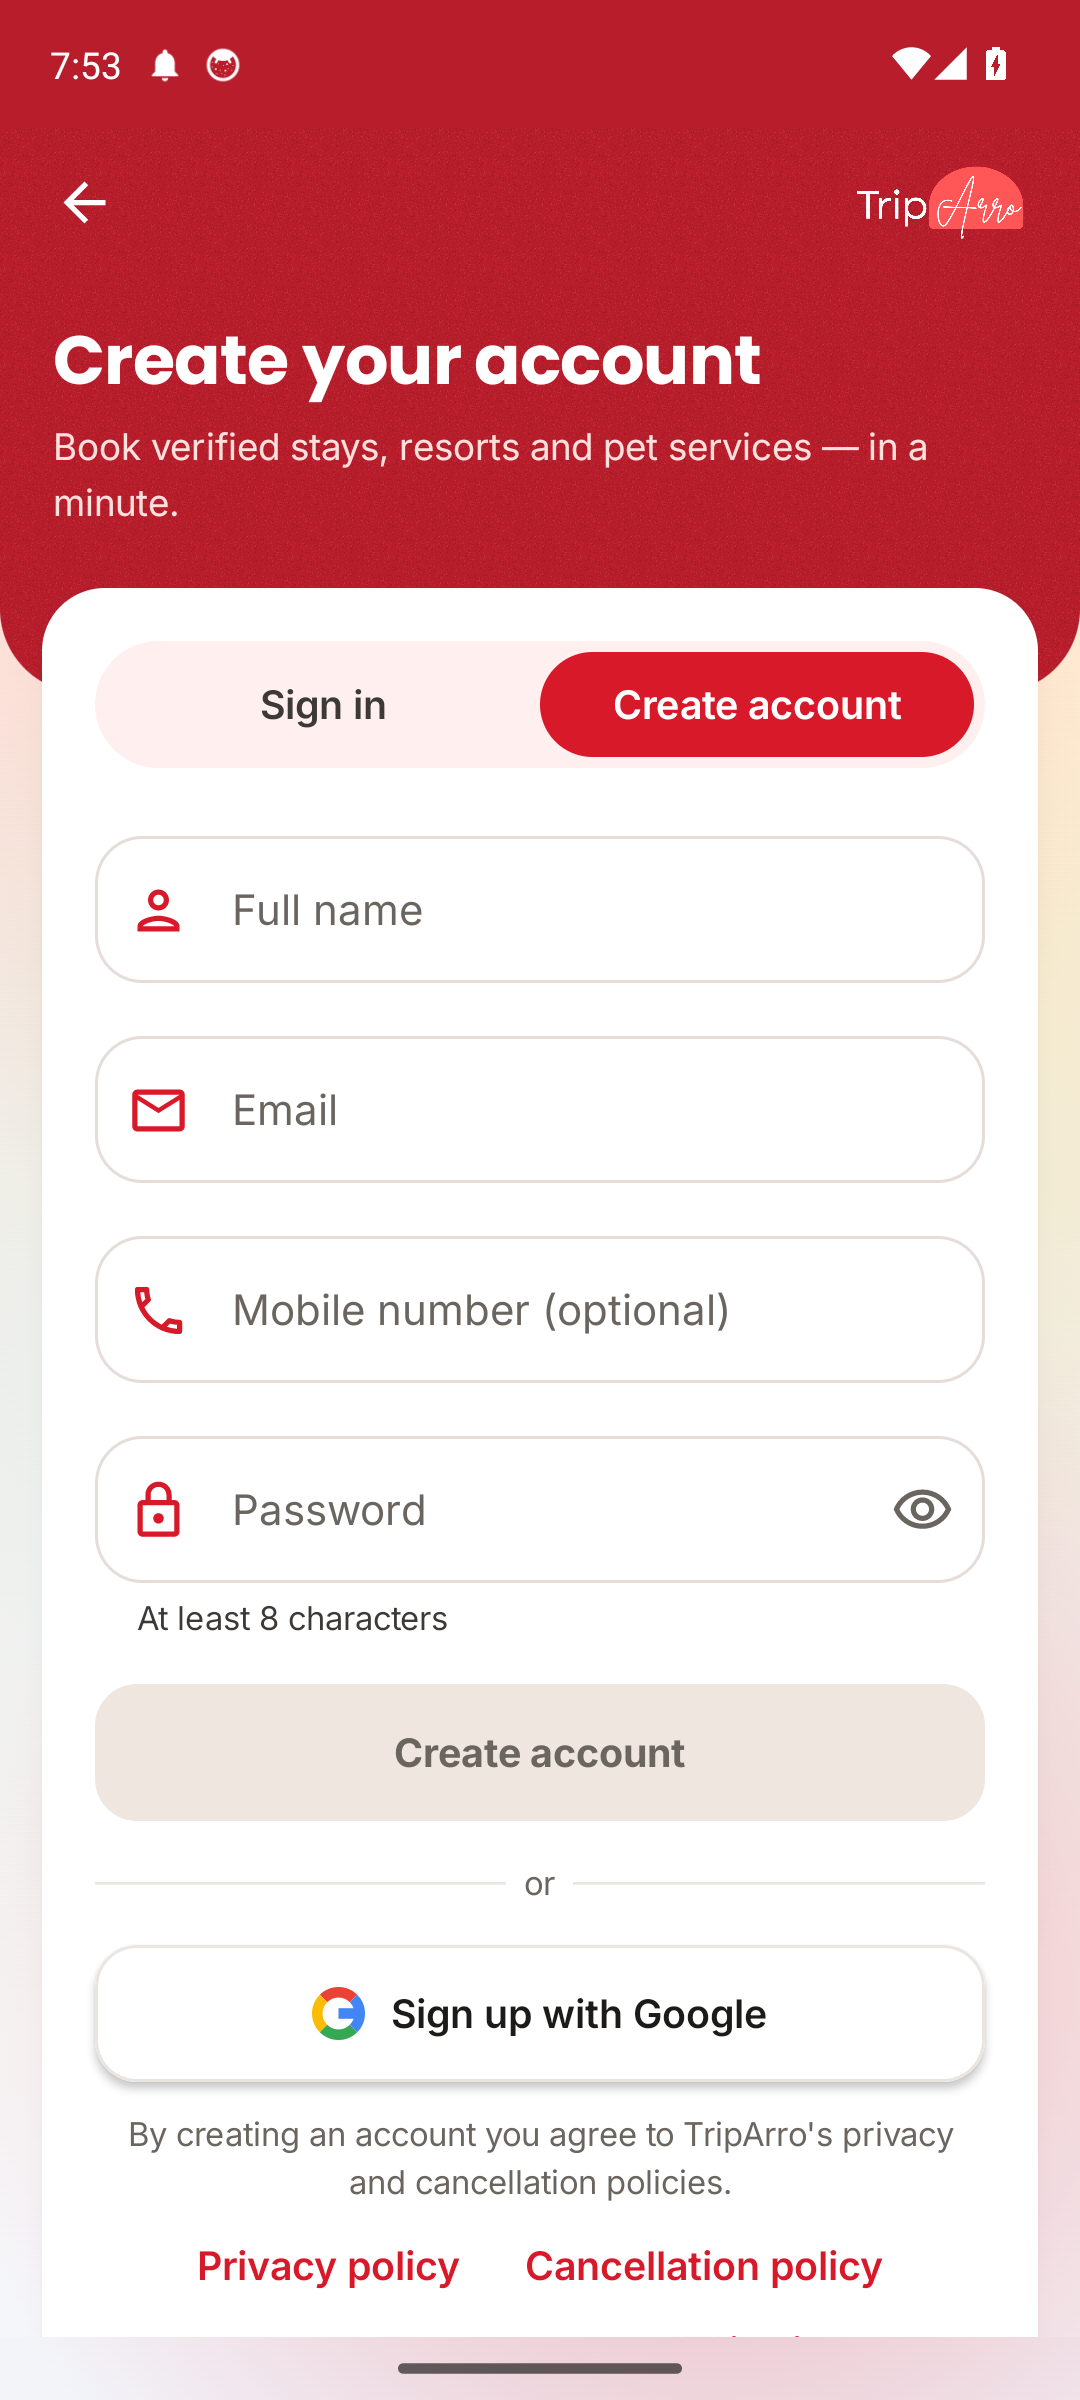 7:53
Trip Arro
Create your account
Book verified stays, resorts and pet services — in a
minute.
Sign in
Create account
Full name
Email
Mobile number (optional)
Password
At least 8 characters
Create account
or
Sign up with Google
By creating an account you agree to TripArro's privacy
and cancellation policies.
Privacy policy
Cancellation policy